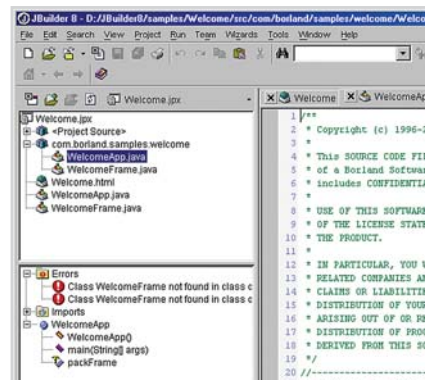 JBuilder 8 - D:/JBuilder8/samples/Welcome/src/com/borland/samples/welcome/Welco
File Edit Search View Project Run Team Wizards Tools Window Help
Welcome.jpx
Welcome WelcomeAp
Welcome.jpx
<Project Source>
com.borland.samples.welcome
WelcomeApp.java
WelcomeFrame.java
Welcome.html
WelcomeApp.java
WelcomeFrame.java
Errors
Class WelcomeFrame not found in class c
Class WelcomeFrame not found in class c
Imports
WelcomeApp
WelcomeApp()
main(String[] args)
packFrame
1 /**
2 * Copyright (c) 1996-2
3 *
4 * This SOURCE CODE FIL
5 * of a Borland Softwar
6 * includes CONFIDENTIA
7 *
8 * USE OF THIS SOFTWARE
9 * OF THE LICENSE STATE
10 * THE PRODUCT.
11 *
12 * IN PARTICULAR, YOU W
13 * RELATED COMPANIES AN
14 * CLAIMS OR LIABILITIE
15 * DISTRIBUTION OF YOUR
16 * ARISING OUT OF OR RE
17 * DISTRIBUTION OF PROG
18 * DERIVED FROM THIS SO
19 */
20 //--------------------